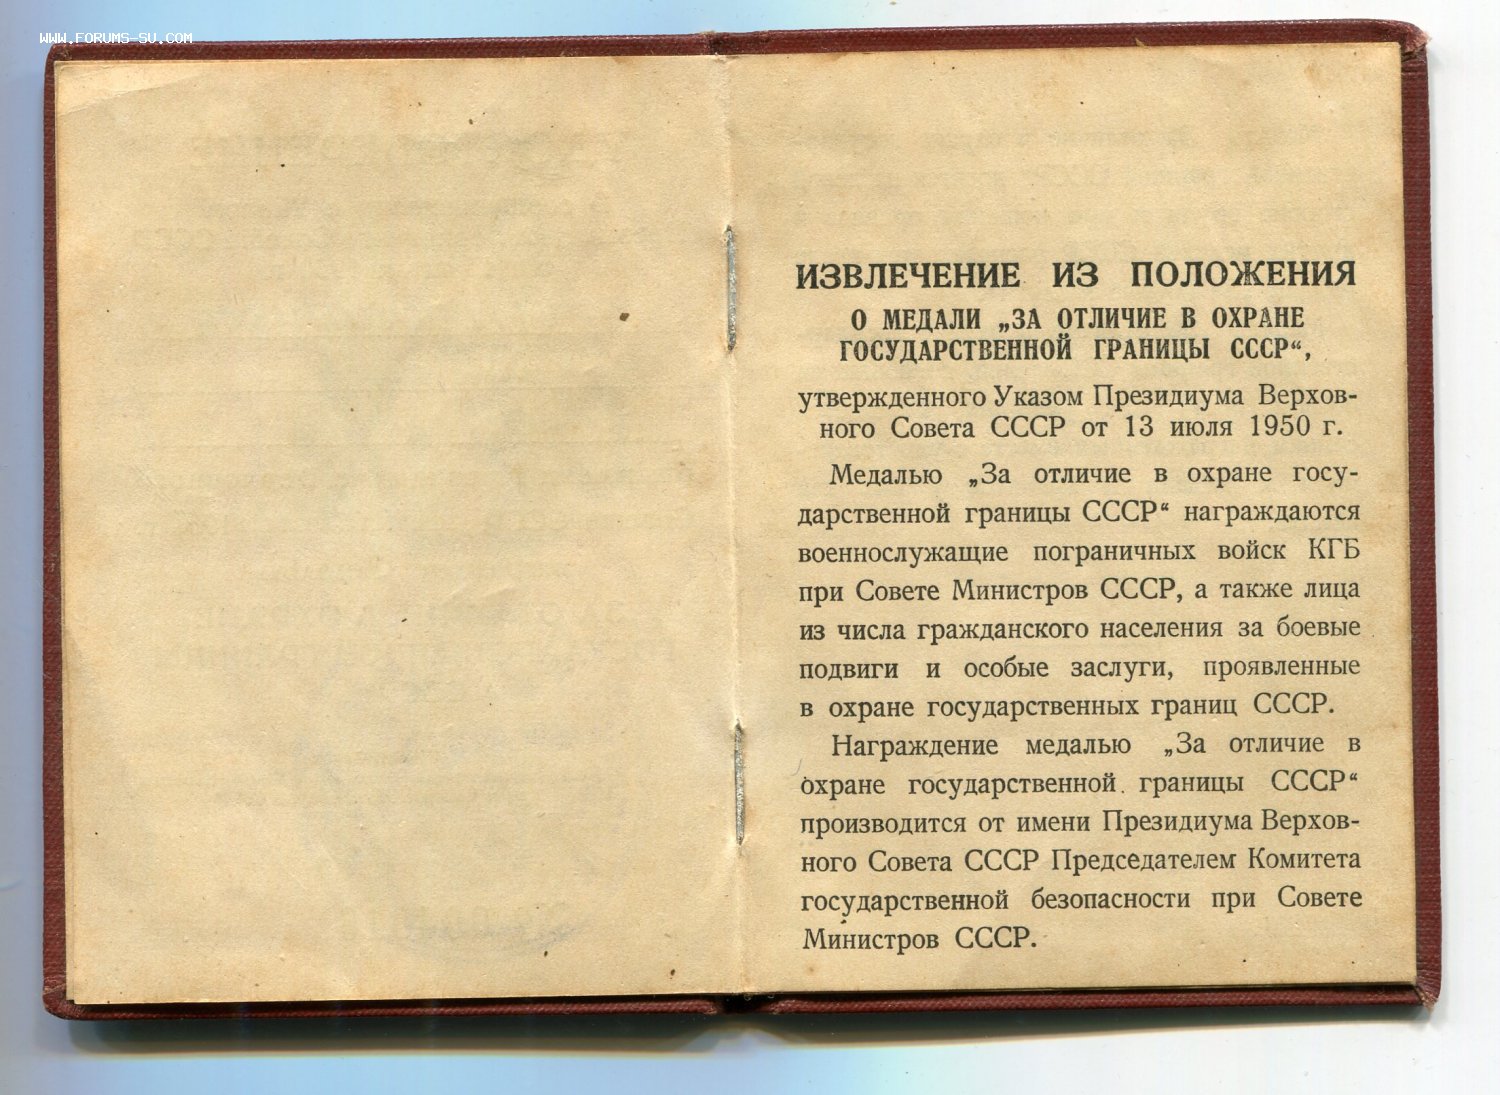 WWW.FORUMS-SU.COM
ИЗВЛЕЧЕНИЕ ИЗ ПОЛОЖЕНИЯ
О МЕДАЛИ „ЗА ОТЛИЧИЕ В ОХРАНЕ
ГОСУДАРСТВЕННОЙ ГРАНИЦЫ СССР“,
утвержденного Указом Президиума Верхов-
ного Совета СССР от 13 июля 1950 г.
Медалью „За отличие в охране госу-
дарственной границы СССР“ награждаются
военнослужащие пограничных войск КГБ
при Совете Министров СССР, а также лица
из числа гражданского населения за боевые
подвиги и особые заслуги, проявленные
в охране государственных границ СССР.
Награждение медалью „За отличие в
охране государственной границы СССР“
производится от имени Президиума Верхов-
ного Совета СССР Председателем Комитета
государственной безопасности при Совете
Министров СССР.